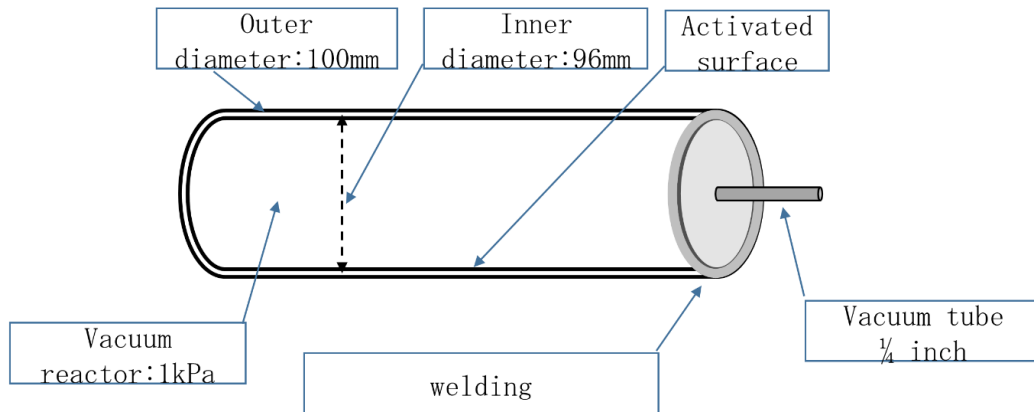 Outer
diameter:100mm
Inner
diameter:96mm
Activated
surface
Vacuum
reactor:1kPa
welding
Vacuum tube
¼ inch